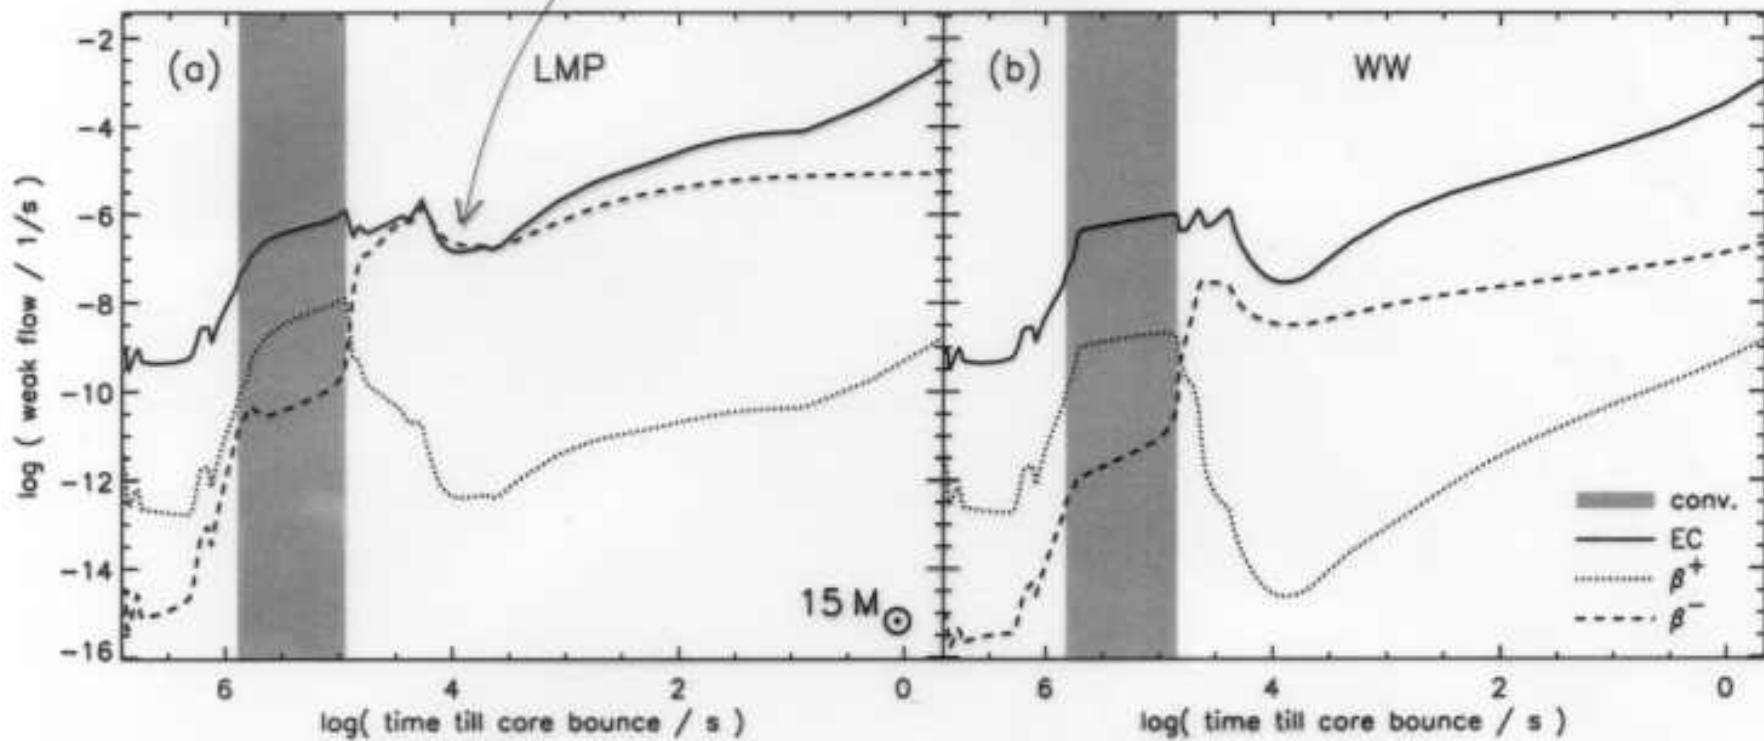 (a)
LMP
(b)
WW
-2
-4
-6
-8
-10
-12
-14
-16
log ( weak flow / 1/s )
15 M⊙
conv.
EC
β⁺
β⁻
6 4 2 0
6 4 2 0
log( time till core bounce / s )
log( time till core bounce / s )